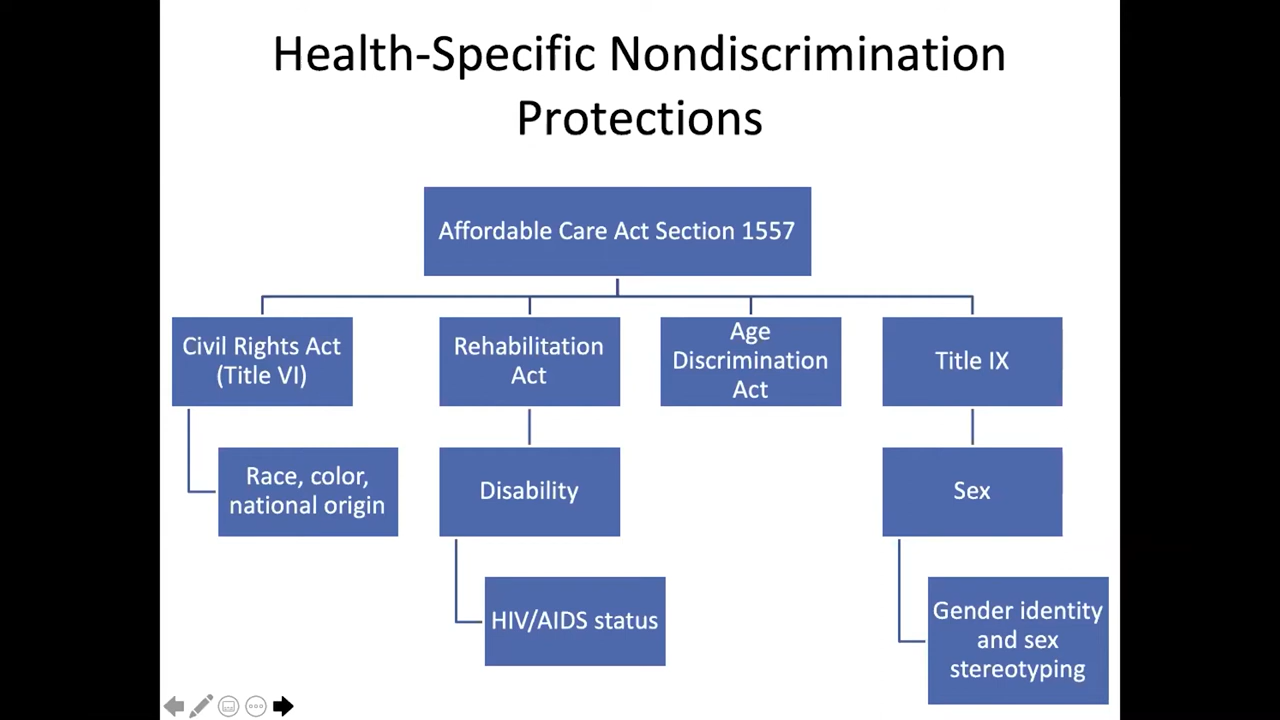 Health-Specific Nondiscrimination
Protections
Affordable Care Act Section 1557
Civil Rights Act
(Title VI)
Rehabilitation
Act
Age
Discrimination
Act
Title IX
Race, color,
national origin
Disability
Sex
HIV/AIDS status
Gender identity
and sex
stereotyping